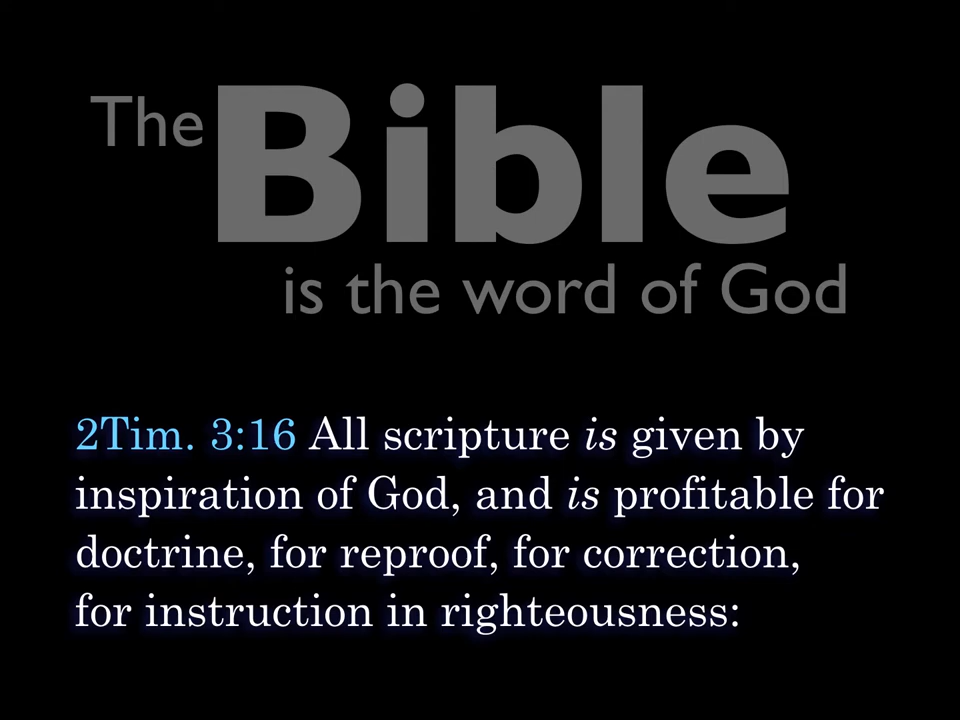 The Bible
is the word of God
2Tim. 3:16 All scripture is given by
inspiration of God, and is profitable for
doctrine, for reproof, for correction,
for instruction in righteousness: